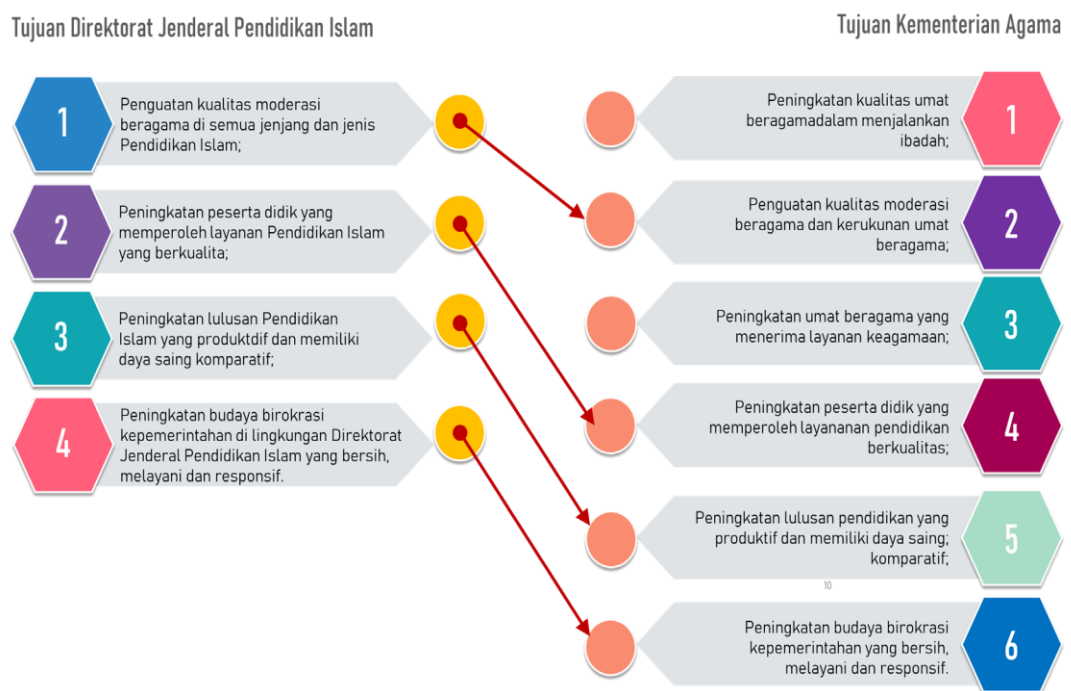 Tujuan Direktorat Jenderal Pendidikan Islam
1
Penguatan kualitas moderasi
beragama di semua jenjang dan jenis
Pendidikan Islam;
2
Peningkatan peserta didik yang
memperoleh layanan Pendidikan Islam
yang berkualita;
3
Peningkatan lulusan Pendidikan
Islam yang produktdif dan memiliki
daya saing komparatif;
4
Peningkatan budaya birokrasi
kepemerintahan di lingkungan Direktorat
Jenderal Pendidikan Islam yang bersih,
melayani dan responsif.
Tujuan Kementerian Agama
Peningkatan kualitas umat
beragamadalam menjalankan
ibadah;
1
Penguatan kualitas moderasi
beragama dan kerukunan umat
beragama;
2
Peningkatan umat beragama yang
menerima layanan keagamaan;
3
Peningkatan peserta didik yang
memperoleh layananan pendidikan
berkualitas;
4
Peningkatan lulusan pendidikan yang
produktif dan memiliki daya saing;
komparatif;
5
10
Peningkatan budaya birokrasi
kepemerintahan yang bersih,
melayani dan responsif.
6